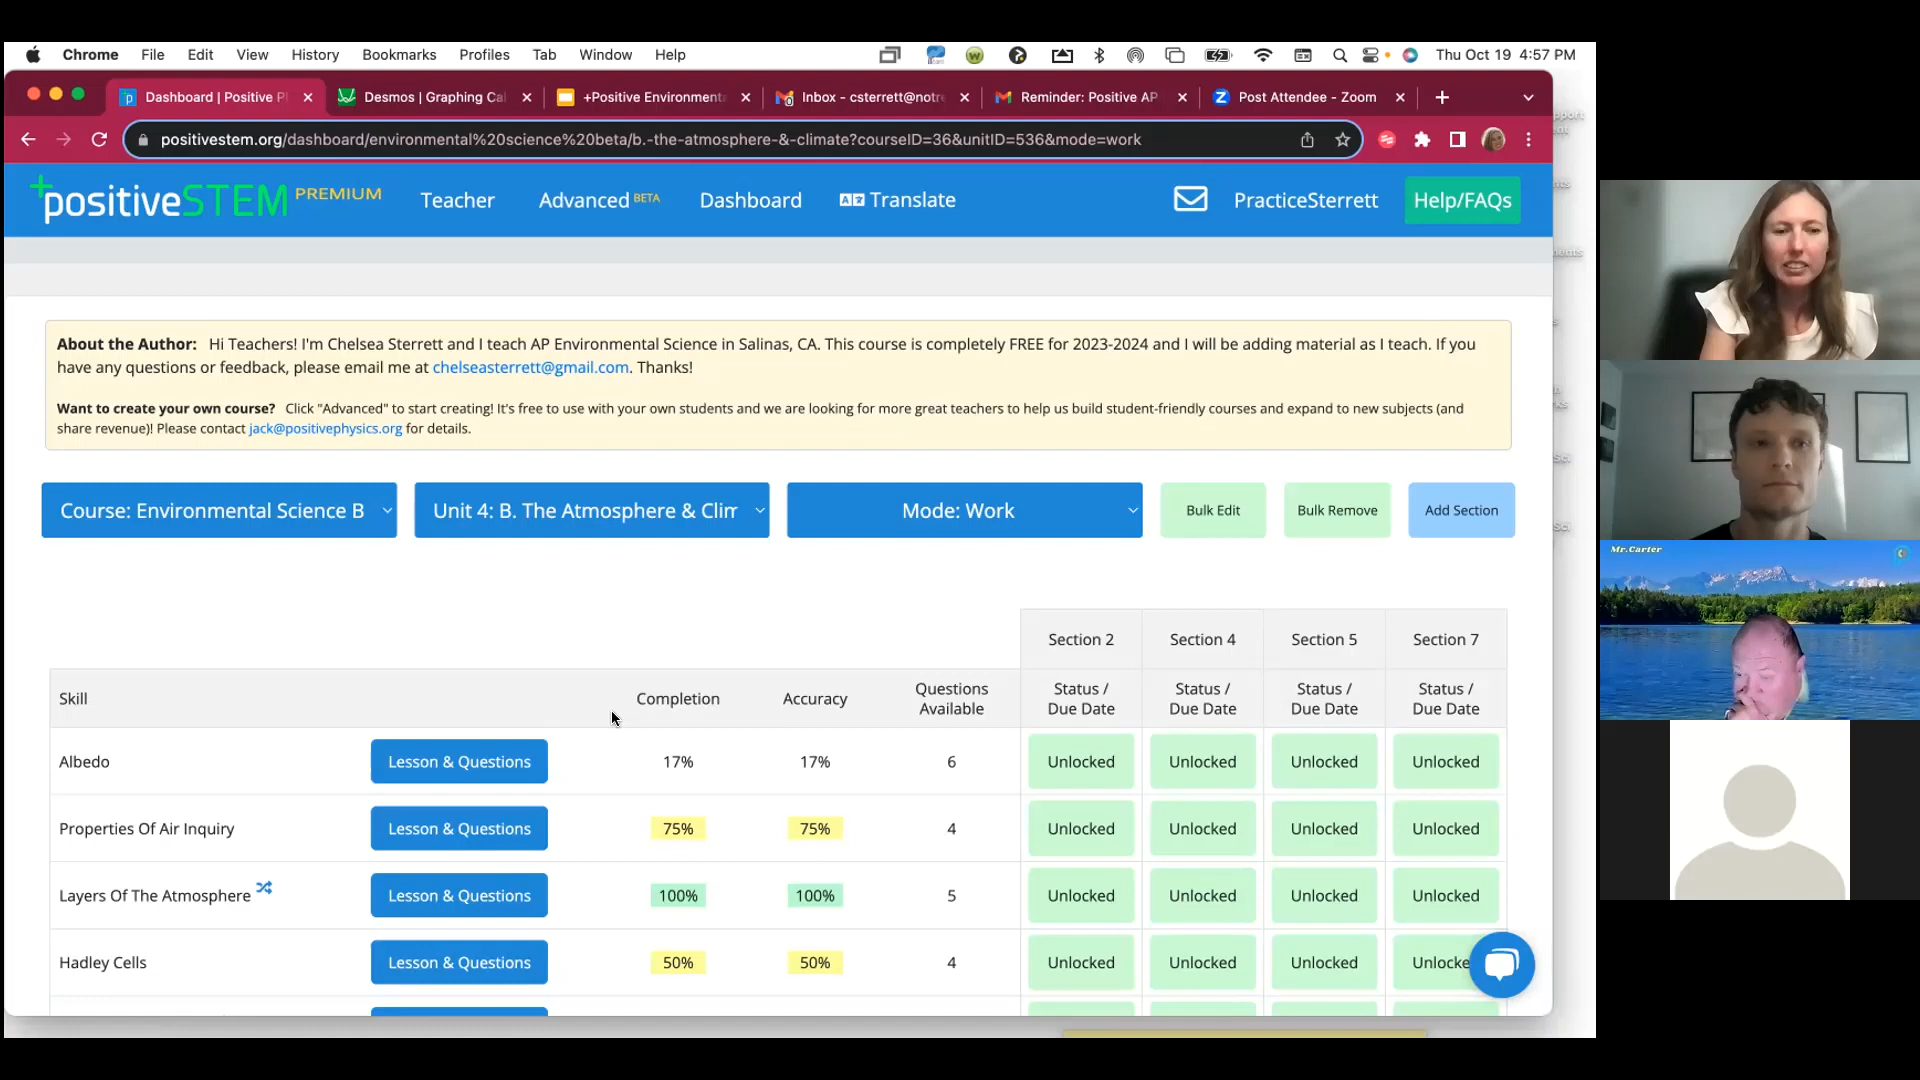 Chrome File Edit View History Bookmarks Profiles Tab Window Help Thu Oct 19 4:57 PM
Dashboard | Positive P Desmos | Graphing Cal +Positive Environment Inbox - csterrett@notre Reminder: Positive AP Post Attendee - Zoom
positivestem.org/dashboard/environmental%20science%20beta/b.-the-atmosphere-&-climate?courseID=36&unitID=536&mode=work
+positiveSTEM PREMIUM Teacher Advanced BETA Dashboard Translate PracticeSterrett Help/FAQs
About the Author: Hi Teachers! I'm Chelsea Sterrett and I teach AP Environmental Science in Salinas, CA. This course is completely FREE for 2023-2024 and I will be adding material as I teach. If you
have any questions or feedback, please email me at chelseasterrett@gmail.com. Thanks!
Want to create your own course? Click "Advanced" to start creating! It's free to use with your own students and we are looking for more great teachers to help us build student-friendly courses and expand to new subjects (and
share revenue)! Please contact jack@positivephysics.org for details.
Course: Environmental Science B Unit 4: B. The Atmosphere & Clim Mode: Work Bulk Edit Bulk Remove Add Section
Section 2 Section 4 Section 5 Section 7
Skill Completion Accuracy Questions Available Status / Due Date Status / Due Date Status / Due Date Status / Due Date
Albedo Lesson & Questions 17% 17% 6 Unlocked Unlocked Unlocked Unlocked
Properties Of Air Inquiry Lesson & Questions 75% 75% 4 Unlocked Unlocked Unlocked Unlocked
Layers Of The Atmosphere Lesson & Questions 100% 100% 5 Unlocked Unlocked Unlocked Unlocked
Hadley Cells Lesson & Questions 50% 50% 4 Unlocked Unlocked Unlocked Unlocke
Mr.Carter